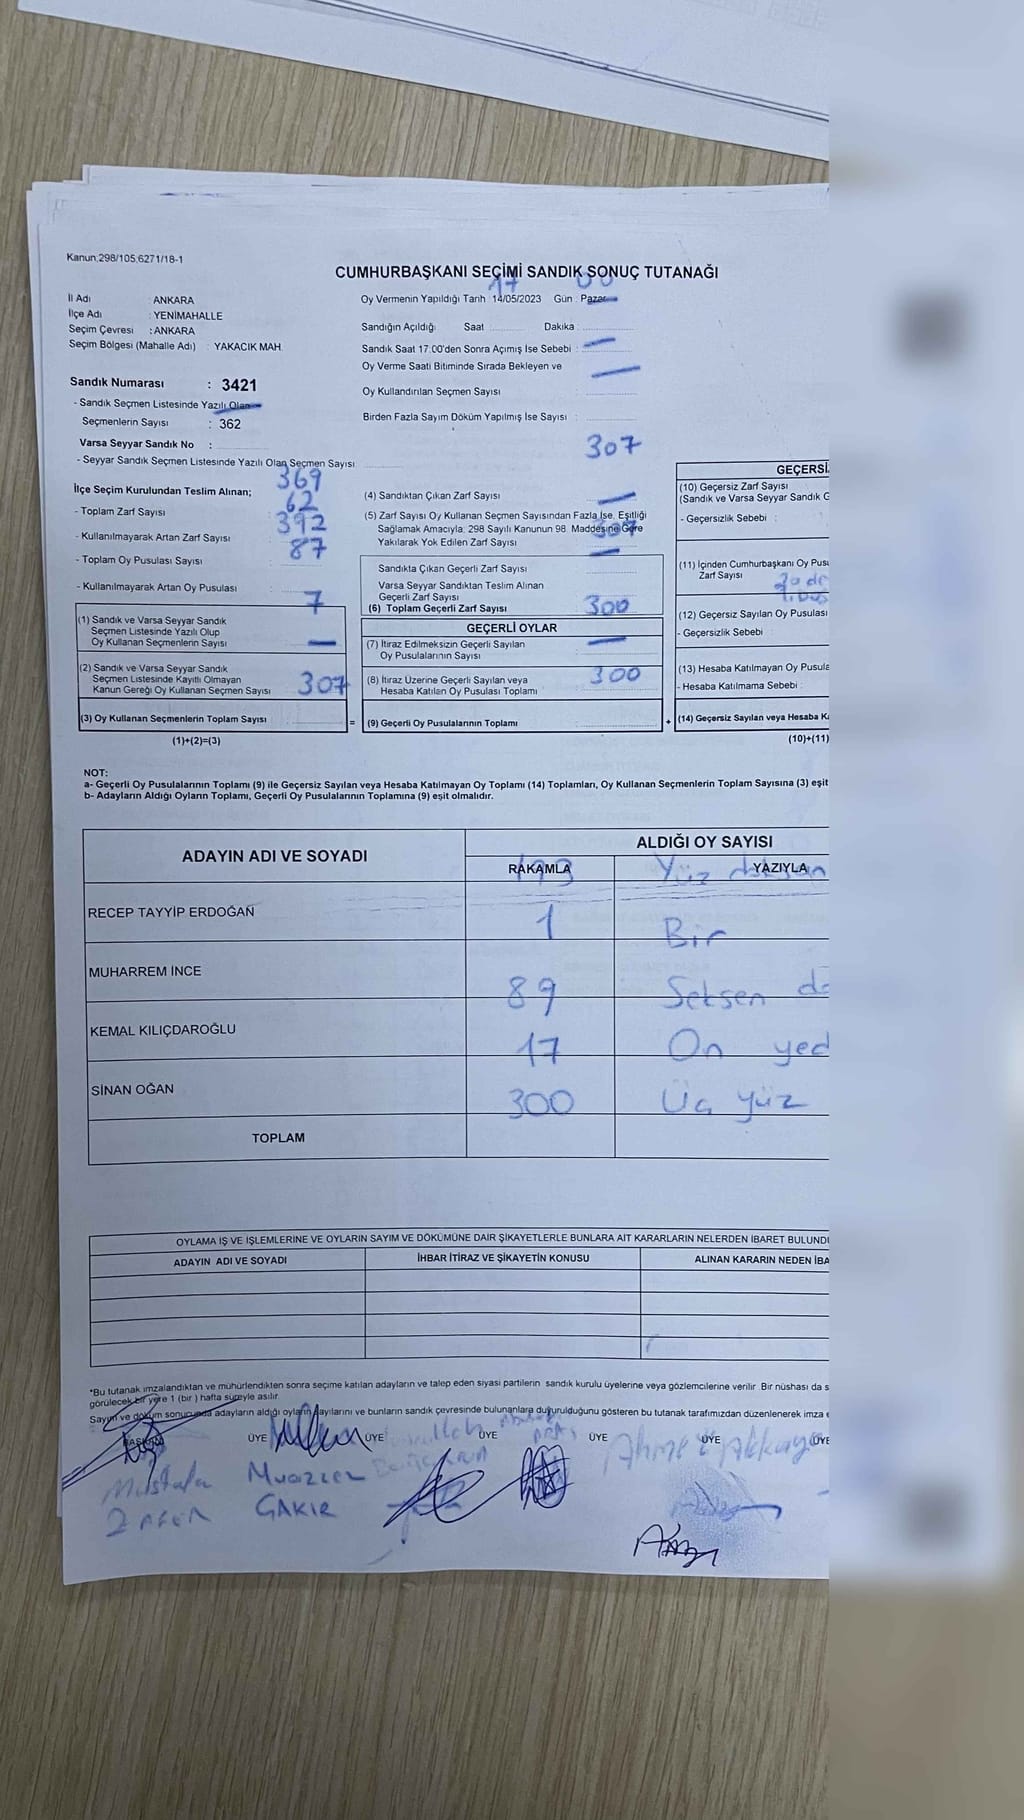 Kanun,298/105;6271/18-1
CUMHURBAŞKANI SEÇİMİ SANDIK SONUÇ TUTANAĞI
17 00
İl Adı ANKARA
İlçe Adı : YENİMAHALLE
Seçim Çevresi : ANKARA
Seçim Bölgesi (Mahalle Adı) : YAKACIK MAH.
Sandık Numarası : 3421
- Sandık Seçmen Listesinde Yazılı Olan
Seçmenlerin Sayısı : 362
Varsa Seyyar Sandık No :
- Seyyar Sandık Seçmen Listesinde Yazılı Olan Seçmen Sayısı
İlçe Seçim Kurulundan Teslim Alınan;
369
- Toplam Zarf Sayısı
62
- Kullanılmayarak Artan Zarf Sayısı
392
- Toplam Oy Pusulası Sayısı
87
- Kullanılmayarak Artan Oy Pusulası
7
(1) Sandık ve Varsa Seyyar Sandık
Seçmen Listesinde Yazılı Olup
Oy Kullanan Seçmenlerin Sayısı
(2) Sandık ve Varsa Seyyar Sandık
Seçmen Listesinde Kayıtlı Olmayan
Kanun Gereği Oy Kullanan Seçmen Sayısı
307
(3) Oy Kullanan Seçmenlerin Toplam Sayısı
(1)+(2)=(3)
Oy Vermenin Yapıldığı Tarih 14/05/2023 Gün : Pazar
Sandığın Açıldığı Saat Dakika :
Sandık Saat 17:00'den Sonra Açımış İse Sebebi :
Oy Verme Saati Bitiminde Sırada Bekleyen ve
Oy Kullandırılan Seçmen Sayısı
Birden Fazla Sayım Döküm Yapılmış İse Sayısı
307
(4) Sandıktan Çıkan Zarf Sayısı
(5) Zarf Sayısı Oy Kullanan Seçmen Sayısından Fazla İse, Eşitliği
Sağlamak Amacıyla, 298 Sayılı Kanunun 98. Maddesine Göre
Yakılarak Yok Edilen Zarf Sayısı
307
Sandıkta Çıkan Geçerli Zarf Sayısı
Varsa Seyyar Sandıktan Teslim Alınan
Geçerli Zarf Sayısı
(6) Toplam Geçerli Zarf Sayısı
300
GEÇERLİ OYLAR
(7) İtiraz Edilmeksizin Geçerli Sayılan
Oy Pusulalarının Sayısı
(8) İtiraz Üzerine Geçerli Sayılan veya
Hesaba Katılan Oy Pusulası Toplamı
300
(9) Geçerli Oy Pusulalarının Toplamı
= +
GEÇERSİ
(10) Geçersiz Zarf Sayısı
(Sandık ve Varsa Seyyar Sandık G
- Geçersizlik Sebebi :
(11) İçinden Cumhurbaşkanı Oy Pusu
Zarf Sayısı
(12) Geçersiz Sayılan Oy Pusulası
- Geçersizlik Sebebi
(13) Hesaba Katılmayan Oy Pusula
- Hesaba Katılmama Sebebi :
(14) Geçersiz Sayılan veya Hesaba Ka
(10)+(11)
NOT:
a- Geçerli Oy Pusulalarının Toplamı (9) ile Geçersiz Sayılan veya Hesaba Katılmayan Oy Toplamı (14) Toplamları, Oy Kullanan Seçmenlerin Toplam Sayısına (3) eşit
b- Adayların Aldığı Oyların Toplamı, Geçerli Oy Pusulalarının Toplamına (9) eşit olmalıdır.
ADAYIN ADI VE SOYADI
ALDIĞI OY SAYISI
RAKAMLA YAZIYLA
193 Yüz doksan
RECEP TAYYİP ERDOĞAN
1 Bir
MUHARREM İNCE
89 Seksen do
KEMAL KILIÇDAROĞLU
17 On yed
SİNAN OĞAN
300 Üç yüz
TOPLAM
OYLAMA İŞ VE İŞLEMLERİNE VE OYLARIN SAYIM VE DÖKÜMÜNE DAİR ŞİKAYETLERLE BUNLARA AİT KARARLARIN NELERDEN İBARET BULUNDU
ADAYIN ADI VE SOYADI İHBAR İTİRAZ VE ŞİKAYETİN KONUSU ALINAN KARARIN NEDEN İBA
*Bu tutanak imzalandıktan ve mühürlendikten sonra seçime katılan adayların ve talep eden siyasi partilerin sandık kurulu üyelerine veya gözlemcilerine verilir. Bir nüshası da s
görülecek bir yere 1 (bir ) hafta süreyle asılır.
Sayım ve döküm sonucunda adayların aldığı oyların sayılarını ve bunların sandık çevresinde bulunanlara duyurulduğunu gösteren bu tutanak tarafımızdan düzenlenerek imza e
BAŞKAN ÜYE ÜYE ÜYE ÜYE ÜYE ÜYE
Mustafa Muazzez
ZAFER ÇAKIR
Ahmet Akkaya